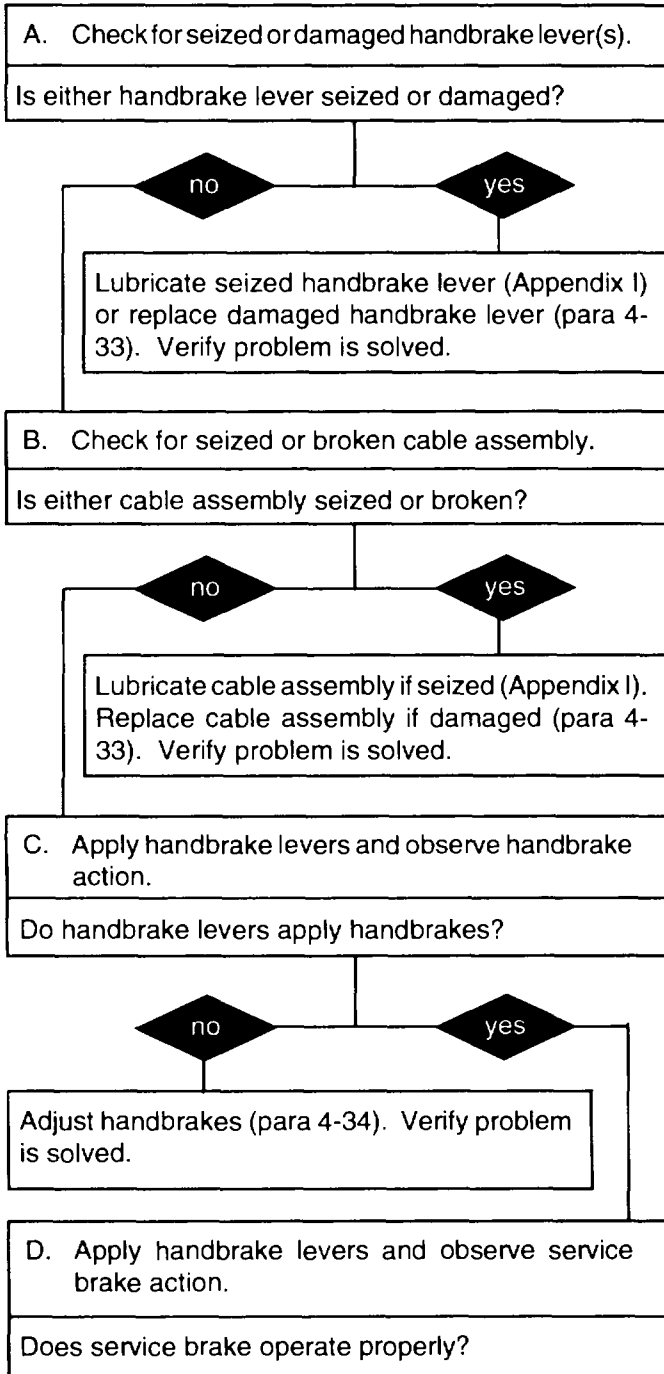 A. Check for seized or damaged handbrake lever(s).
Is either handbrake lever seized or damaged?
no
yes
Lubricate seized handbrake lever (Appendix I)
or replace damaged handbrake lever (para 4-
33). Verify problem is solved.
B. Check for seized or broken cable assembly.
Is either cable assembly seized or broken?
no
yes
Lubricate cable assembly if seized (Appendix I).
Replace cable assembly if damaged (para 4-
33). Verify problem is solved.
C. Apply handbrake levers and observe handbrake
action.
Do handbrake levers apply handbrakes?
no
yes
Adjust handbrakes (para 4-34). Verify problem
is solved.
D. Apply handbrake levers and observe service
brake action.
Does service brake operate properly?